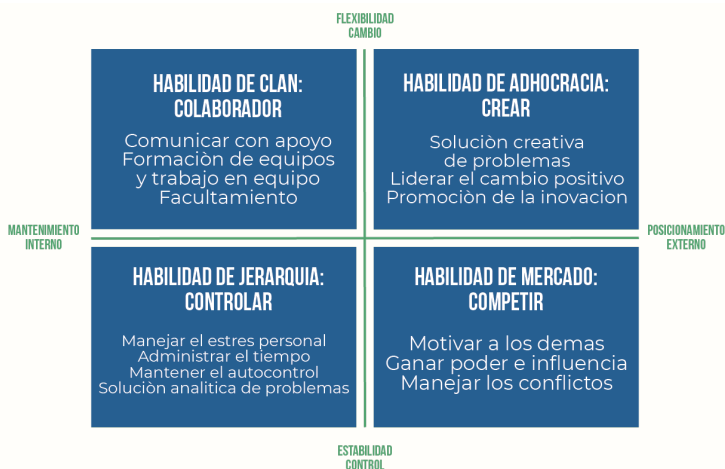 FLEXIBILIDAD
CAMBIO
HABILIDAD DE CLAN:
COLABORADOR
Comunicar con apoyo
Formaciòn de equipos
y trabajo en equipo
Facultamiento
HABILIDAD DE ADHOCRACIA:
CREAR
Soluciòn creativa
de problemas
Liderar el cambio positivo
Promociòn de la inovacion
MANTENIMIENTO
INTERNO
POSICIONAMIENTO
EXTERNO
HABILIDAD DE JERARQUIA:
CONTROLAR
Manejar el estres personal
Administrar el tiempo
Mantener el autocontrol
Soluciòn analitica de problemas
HABILIDAD DE MERCADO:
COMPETIR
Motivar a los demas
Ganar poder e influencia
Manejar los conflictos
ESTABILIDAD
CONTROL